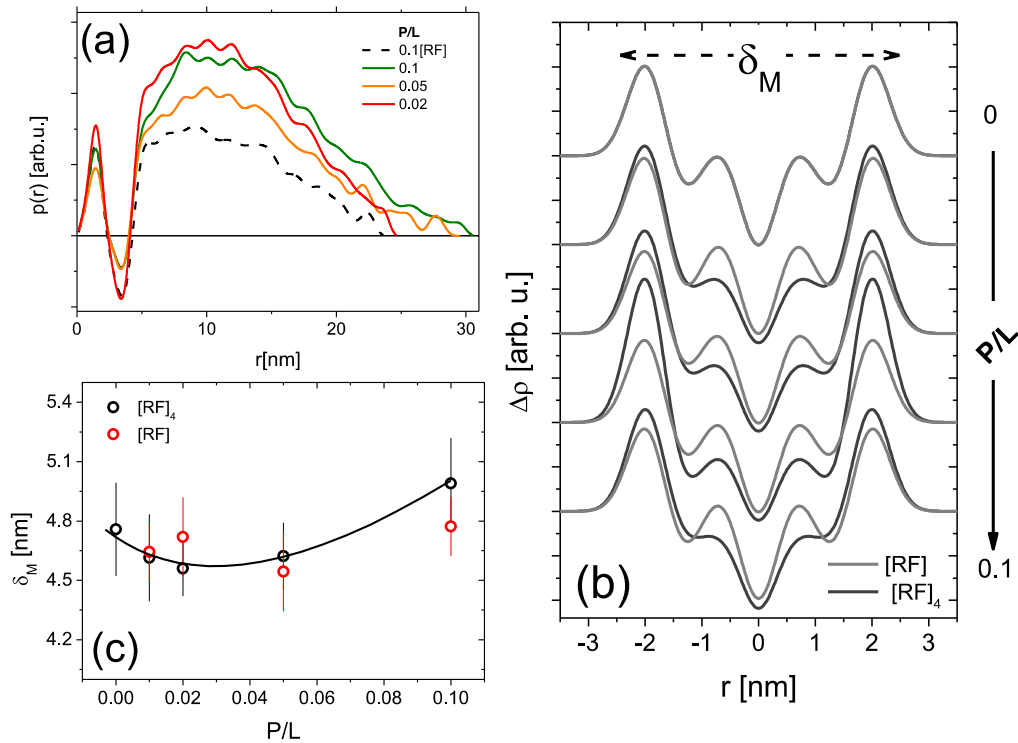 (a)
P/L
0.1[RF]
0.1
0.05
0.02
p(r) [arb.u.]
0 10 20 30
r[nm]
(b)
δM
0
P/L
0.1
Δρ [arb. u.]
[RF]
[RF]4
-3 -2 -1 0 1 2 3
r [nm]
(c)
[RF]4
[RF]
δM [nm]
5.4
5.1
4.8
4.5
4.2
0.00 0.02 0.04 0.06 0.08 0.10
P/L